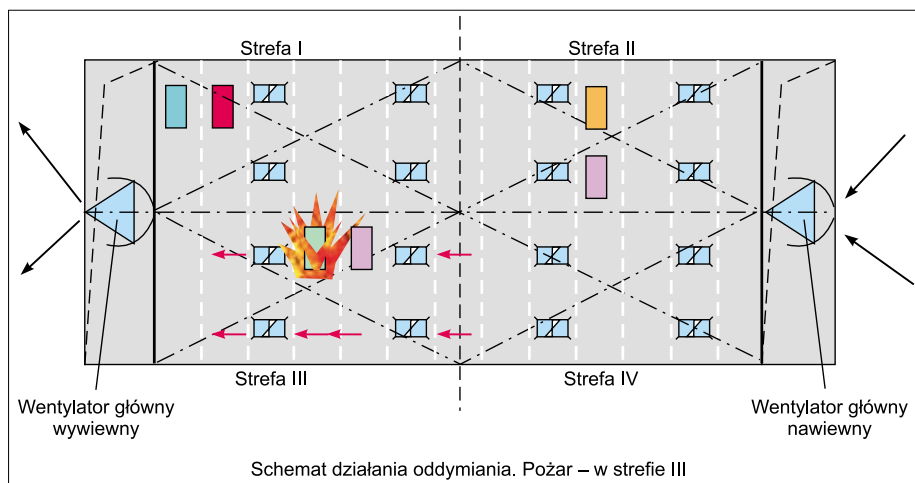 Strefa I
Strefa II
Strefa III
Strefa IV
Wentylator główny
wywiewny
Wentylator główny
nawiewny
Schemat działania oddymiania. Pożar – w strefie III